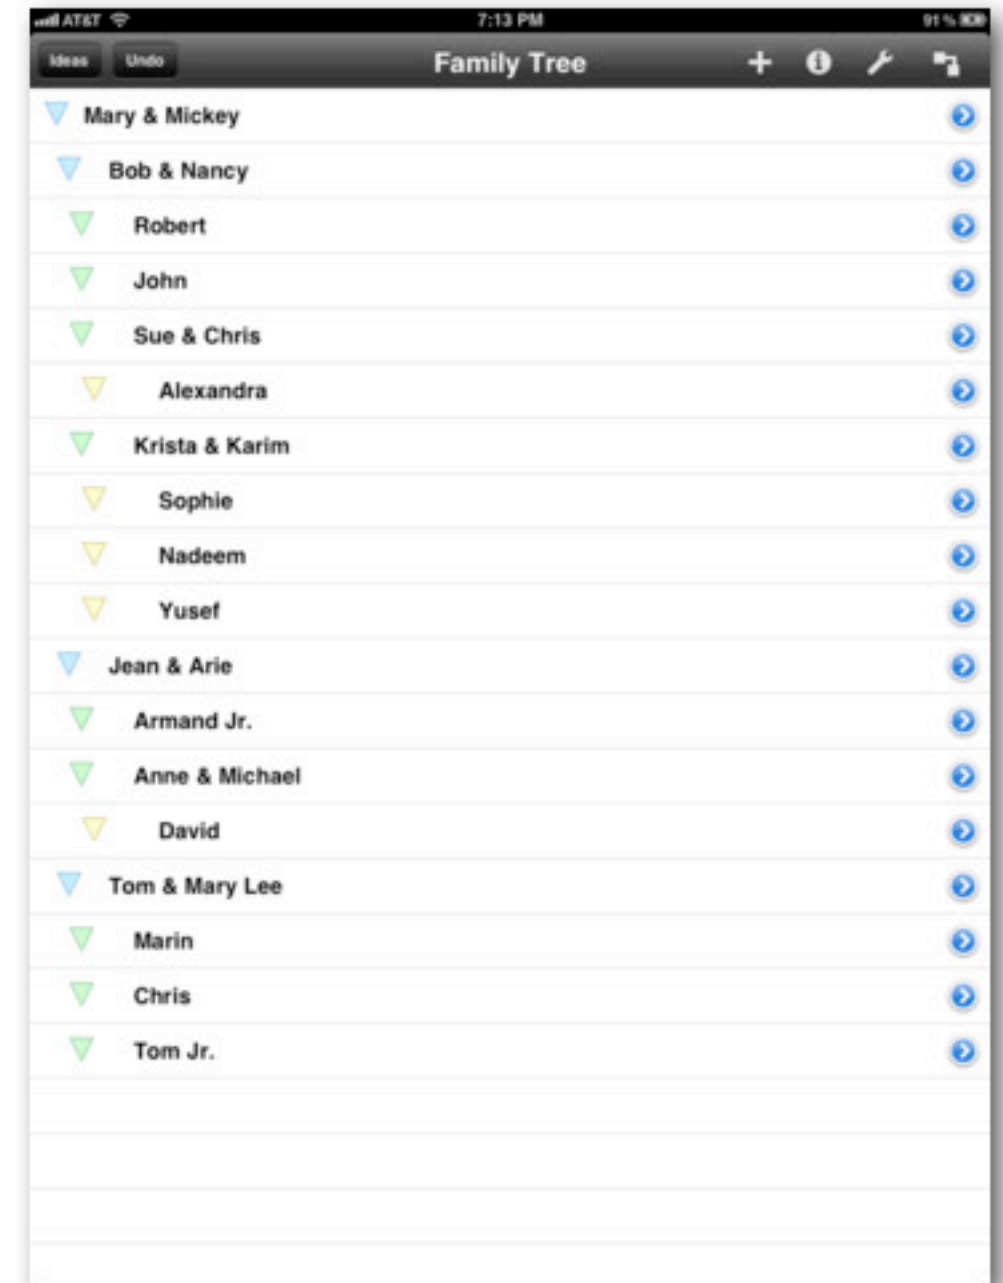 AT&T 7:13 PM 91%
Ideas Undo Family Tree
Mary & Mickey
Bob & Nancy
Robert
John
Sue & Chris
Alexandra
Krista & Karim
Sophie
Nadeem
Yusef
Jean & Arie
Armand Jr.
Anne & Michael
David
Tom & Mary Lee
Marin
Chris
Tom Jr.